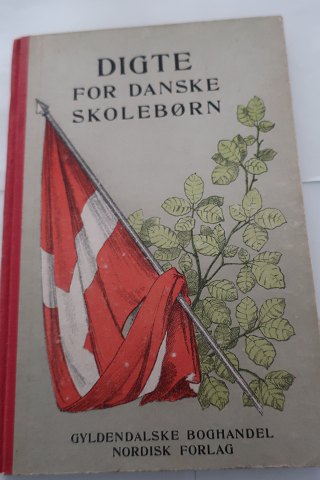 DIGTE
FOR DANSKE
SKOLEBØRN
GYLDENDALSKE BOGHANDEL
NORDISK FORLAG